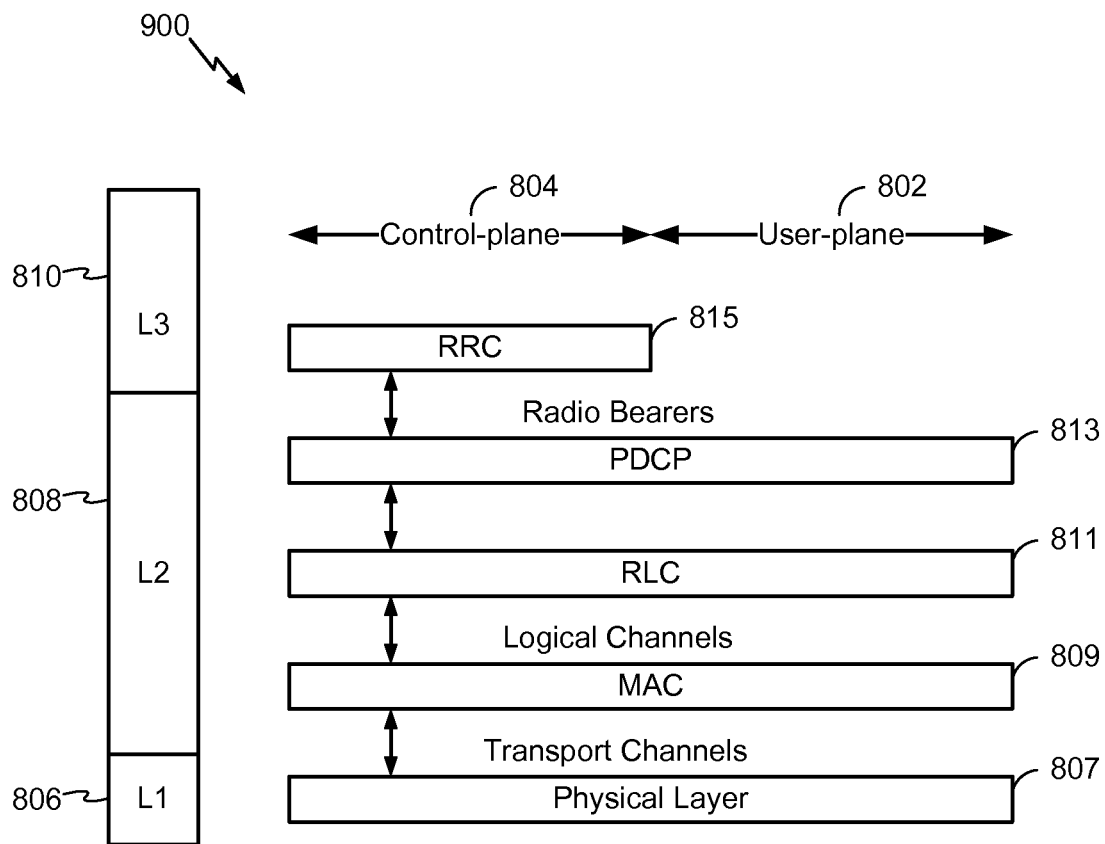 900
804
802
Control-plane
User-plane
810
L3
815
RRC
Radio Bearers
813
PDCP
808
811
L2
RLC
Logical Channels
809
MAC
Transport Channels
807
806
L1
Physical Layer